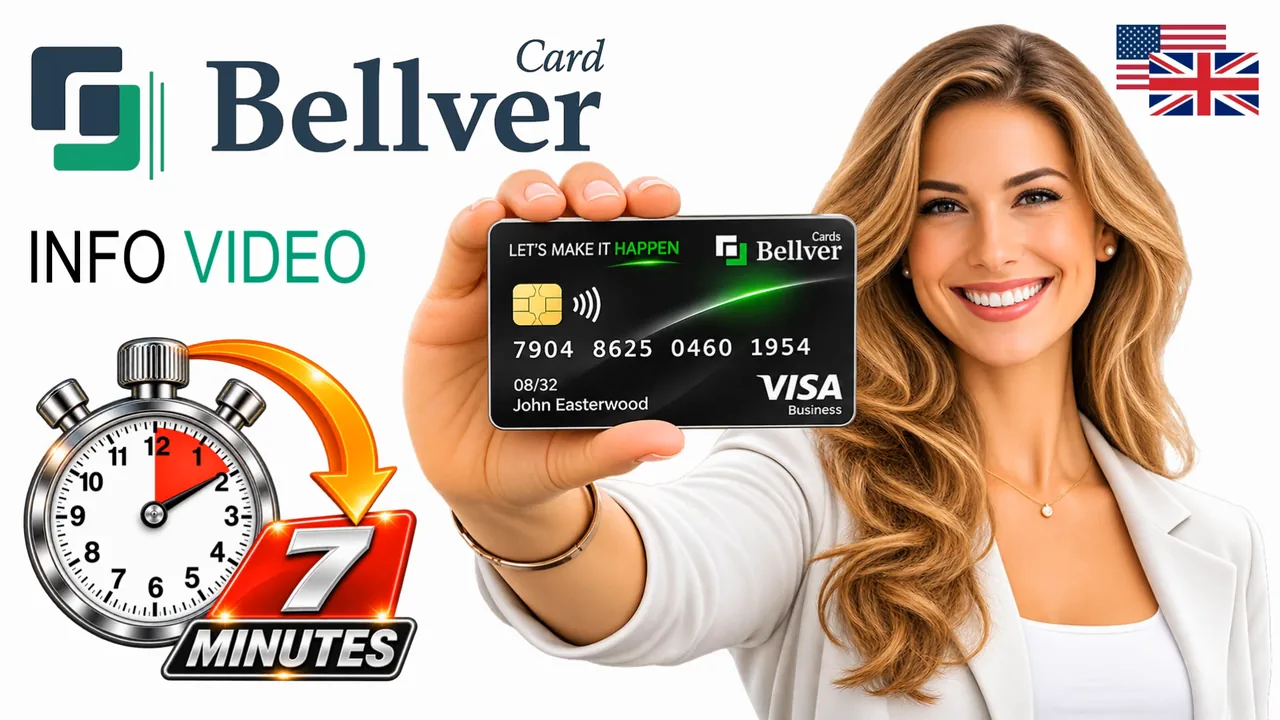 Card
Bellver
INFO VIDEO
LET'S MAKE IT HAPPEN
Cards
Bellver
7904 8625 0460 1954
08/32
John Easterwood
VISA
Business
12
1
2
3
4
5
6
7
8
9
10
11
7
MINUTES